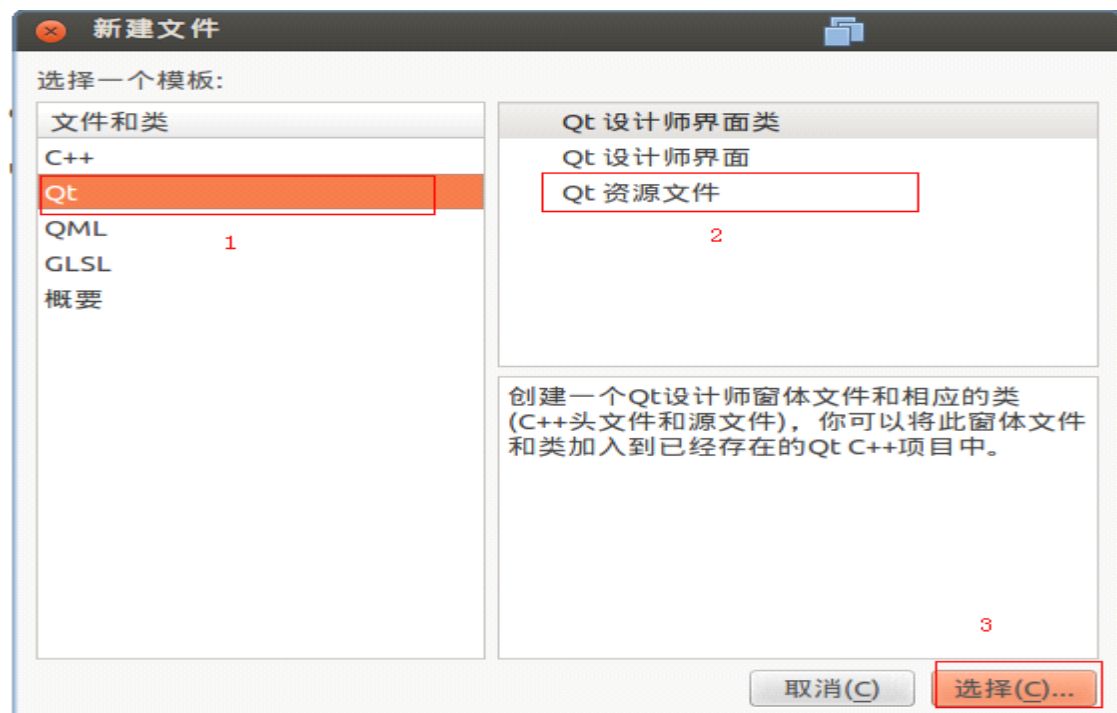 新建文件
选择一个模板:
文件和类
C++
Qt
QML
GLSL
概要
1
Qt 设计师界面类
Qt 设计师界面
Qt 资源文件
2
创建一个Qt设计师窗体文件和相应的类
(C++头文件和源文件)，你可以将此窗体文件
和类加入到已经存在的Qt C++项目中。
3
取消(C)
选择(C)...